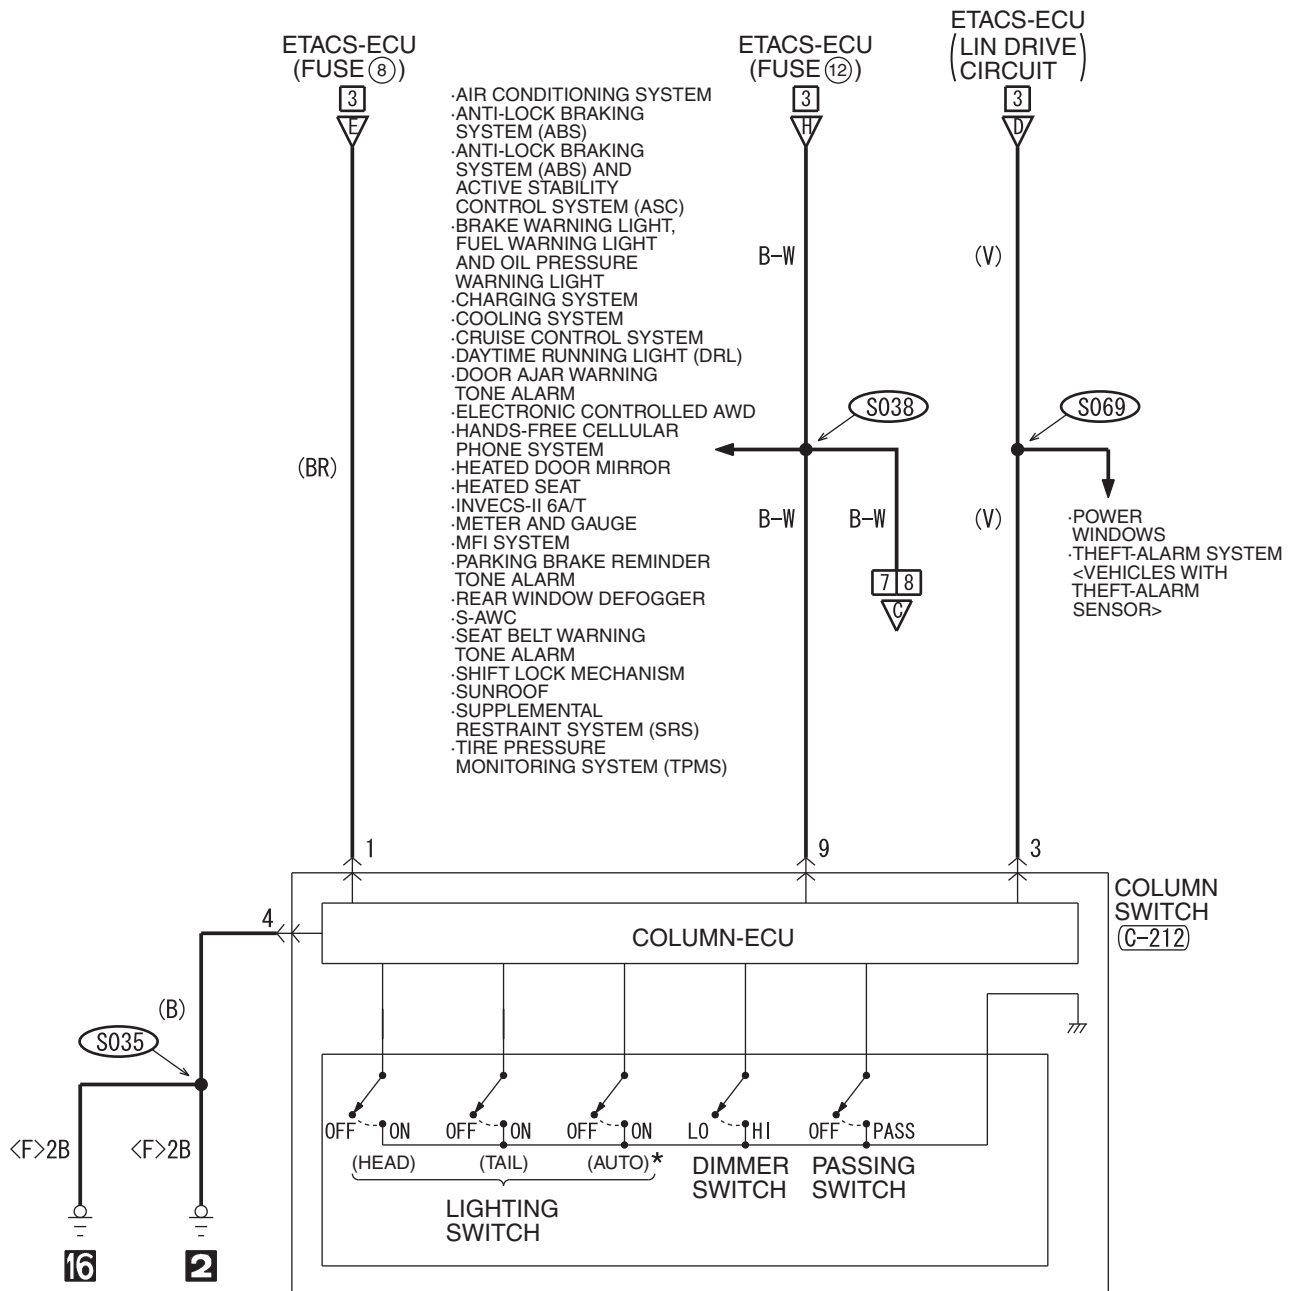 ETACS-ECU
(FUSE 8)
3
E
ETACS-ECU
(FUSE 12)
3
H
ETACS-ECU
(LIN DRIVE
CIRCUIT)
3
D
·AIR CONDITIONING SYSTEM
·ANTI-LOCK BRAKING
SYSTEM (ABS)
·ANTI-LOCK BRAKING
SYSTEM (ABS) AND
ACTIVE STABILITY
CONTROL SYSTEM (ASC)
·BRAKE WARNING LIGHT,
FUEL WARNING LIGHT
AND OIL PRESSURE
WARNING LIGHT
·CHARGING SYSTEM
·COOLING SYSTEM
·CRUISE CONTROL SYSTEM
·DAYTIME RUNNING LIGHT (DRL)
·DOOR AJAR WARNING
TONE ALARM
·ELECTRONIC CONTROLLED AWD
·HANDS-FREE CELLULAR
PHONE SYSTEM
·HEATED DOOR MIRROR
·HEATED SEAT
·INVECS-II 6A/T
·METER AND GAUGE
·MFI SYSTEM
·PARKING BRAKE REMINDER
TONE ALARM
·REAR WINDOW DEFOGGER
·S-AWC
·SEAT BELT WARNING
TONE ALARM
·SHIFT LOCK MECHANISM
·SUNROOF
·SUPPLEMENTAL
RESTRAINT SYSTEM (SRS)
·TIRE PRESSURE
MONITORING SYSTEM (TPMS)
B-W
(V)
S038
S069
(BR)
B-W
B-W
(V)
7 8
C
·POWER
WINDOWS
·THEFT-ALARM SYSTEM
<VEHICLES WITH
THEFT-ALARM
SENSOR>
1
9
3
COLUMN
SWITCH
C-212
4
COLUMN-ECU
(B)
S035
<F>2B
<F>2B
16
2
OFF ON
OFF ON
OFF ON
LO HI
OFF PASS
(HEAD)
(TAIL)
(AUTO)*
LIGHTING
SWITCH
DIMMER
SWITCH
PASSING
SWITCH